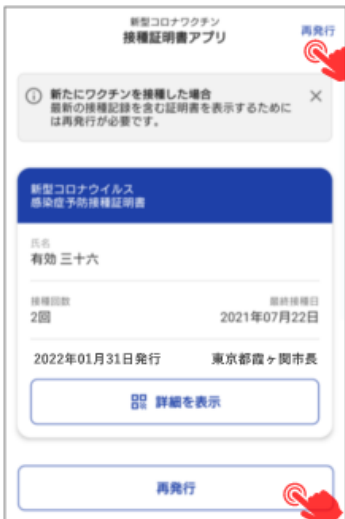 新型コロナワクチン
接種証明書アプリ
再発行
新たにワクチンを接種した場合
最新の接種記録を含む証明書を表示するために
は再発行が必要です。
新型コロナウイルス
感染症予防接種証明書
氏名
有効 三十六
接種回数
最終接種日
2回
2021年07月22日
2022年01月31日発行
東京都霞ヶ関市長
詳細を表示
再発行